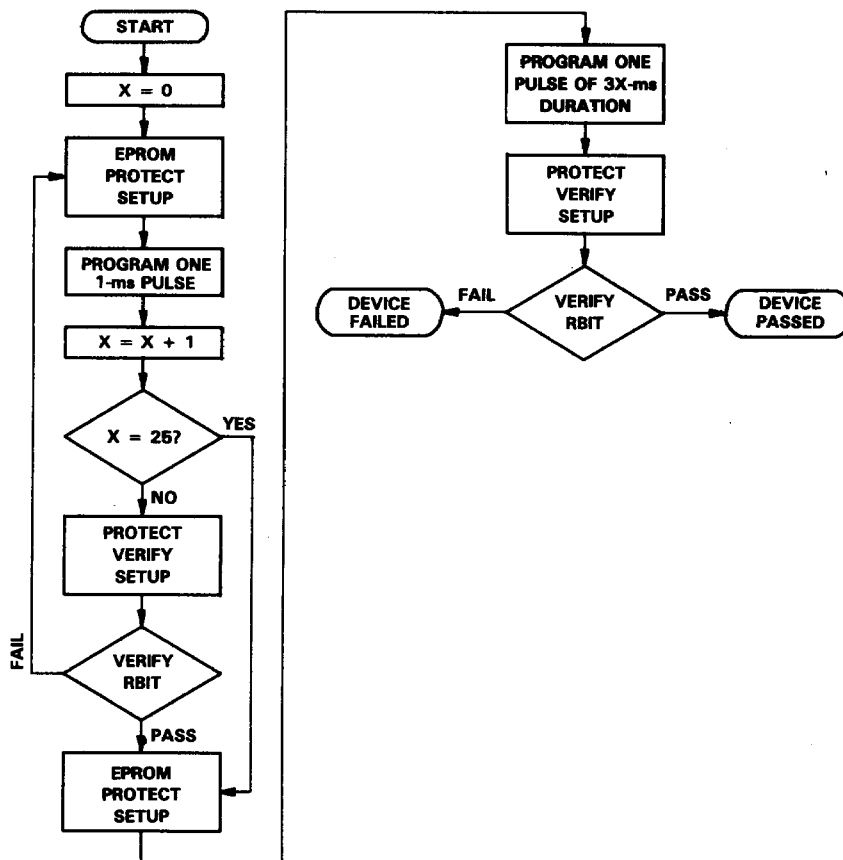 START
X = 0
EPROM
PROTECT
SETUP
PROGRAM ONE
1-ms PULSE
X = X + 1
X = 25?
YES
NO
PROTECT
VERIFY
SETUP
FAIL
VERIFY
RBIT
PASS
EPROM
PROTECT
SETUP
PROGRAM ONE
PULSE OF 3X-ms
DURATION
PROTECT
VERIFY
SETUP
FAIL
VERIFY
RBIT
PASS
DEVICE
FAILED
DEVICE
PASSED